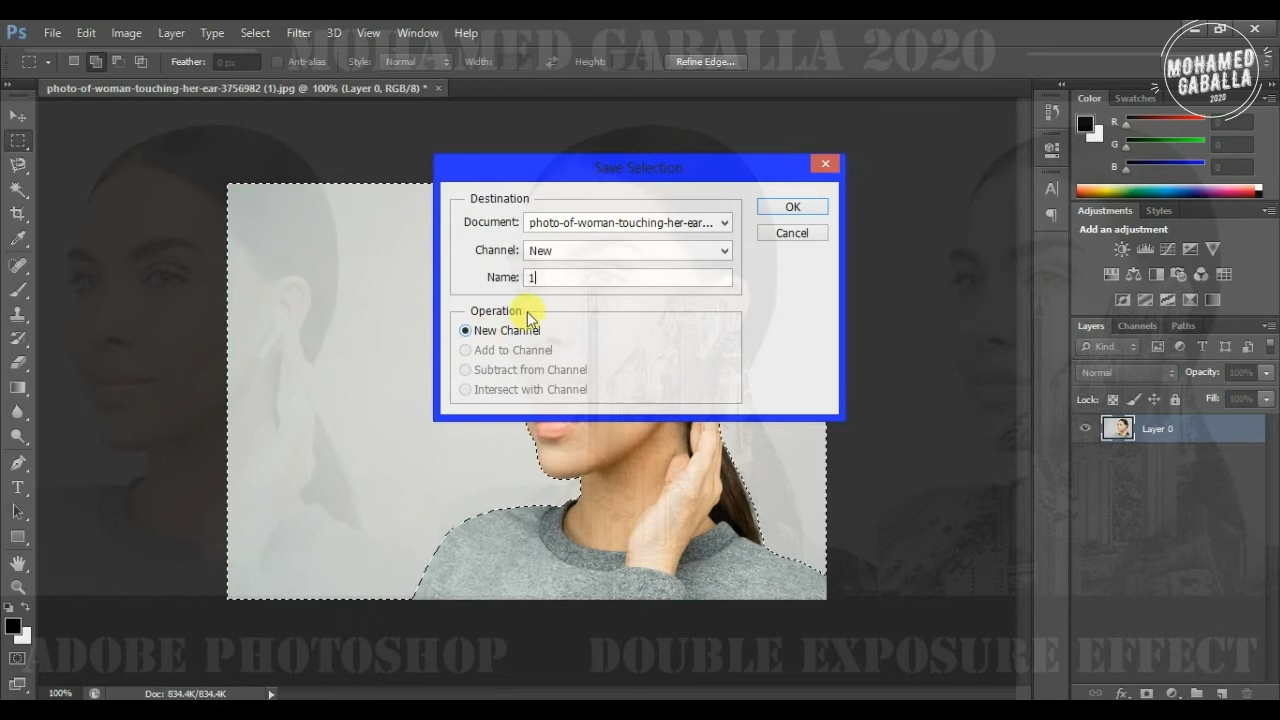 MOHAMED GABALLA 2020
Ps File Edit Image Layer Type Select Filter 3D View Window Help
Feather: 0 px Anti-alias Style: Normal Width: Height: Refine Edge...
MOHAMED
GABALLA
2020
photo-of-woman-touching-her-ear-3756982 (1).jpg @ 100% (Layer 0, RGB/8) *
Save Selection
Destination
Document: photo-of-woman-touching-her-ear...
Channel: New
Name: 1
OK
Cancel
Operation
New Channel
Add to Channel
Subtract from Channel
Intersect with Channel
Color Swatches
R 0
G 0
B 0
Adjustments Styles
Add an adjustment
Layers Channels Paths
Kind
Normal Opacity: 100%
Lock: Fill: 100%
Layer 0
ADOBE PHOTOSHOP DOUBLE EXPOSURE EFFECT
100% Doc: 834.4K/834.4K